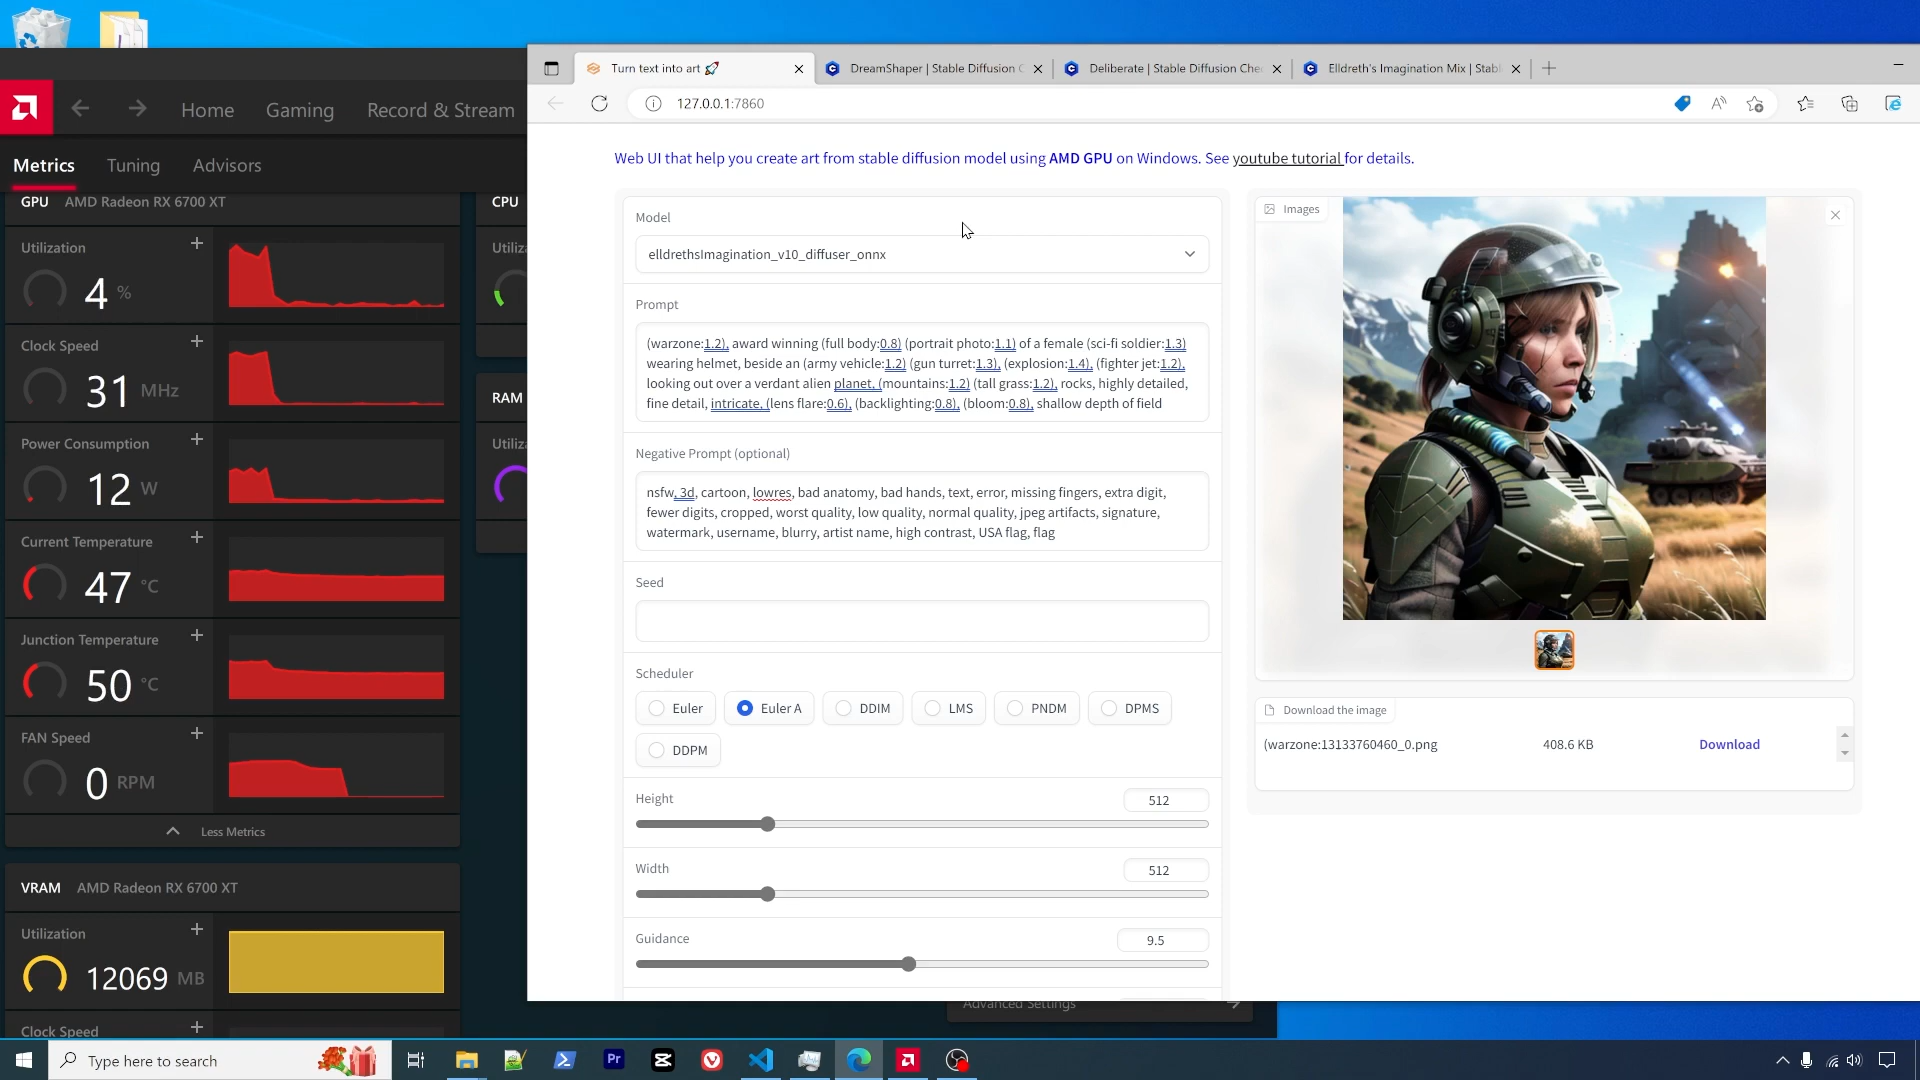 Home
Gaming
Record & Stream
Metrics
Tuning
Advisors
GPU AMD Radeon RX 6700 XT
Utilization
4 %
Clock Speed
31 MHz
Power Consumption
12 W
Current Temperature
47 °C
Junction Temperature
50 °C
FAN Speed
0 RPM
Less Metrics
VRAM AMD Radeon RX 6700 XT
Utilization
12069 MB
Clock Speed
CPU
Utiliz
RAM
Utiliz
Turn text into art 🚀
DreamShaper | Stable Diffusion C
Deliberate | Stable Diffusion Che
Elldreth's Imagination Mix | Stabl
127.0.0.1:7860
Web UI that help you create art from stable diffusion model using AMD GPU on Windows. See youtube tutorial for details.
Model
elldrethsImagination_v10_diffuser_onnx
Prompt
(warzone:1.2), award winning (full body:0.8) (portrait photo:1.1) of a female (sci-fi soldier:1.3)
wearing helmet, beside an (army vehicle:1.2) (gun turret:1.3), (explosion:1.4), (fighter jet:1.2),
looking out over a verdant alien planet, (mountains:1.2) (tall grass:1.2), rocks, highly detailed,
fine detail, intricate, (lens flare:0.6), (backlighting:0.8), (bloom:0.8), shallow depth of field
Negative Prompt (optional)
nsfw, 3d, cartoon, lowres, bad anatomy, bad hands, text, error, missing fingers, extra digit,
fewer digits, cropped, worst quality, low quality, normal quality, jpeg artifacts, signature,
watermark, username, blurry, artist name, high contrast, USA flag, flag
Seed
Scheduler
Euler
Euler A
DDIM
LMS
PNDM
DPMS
DDPM
Height
512
Width
512
Guidance
9.5
Images
Download the image
(warzone:13133760460_0.png 408.6 KB Download
Advanced Settings
Type here to search
Pr